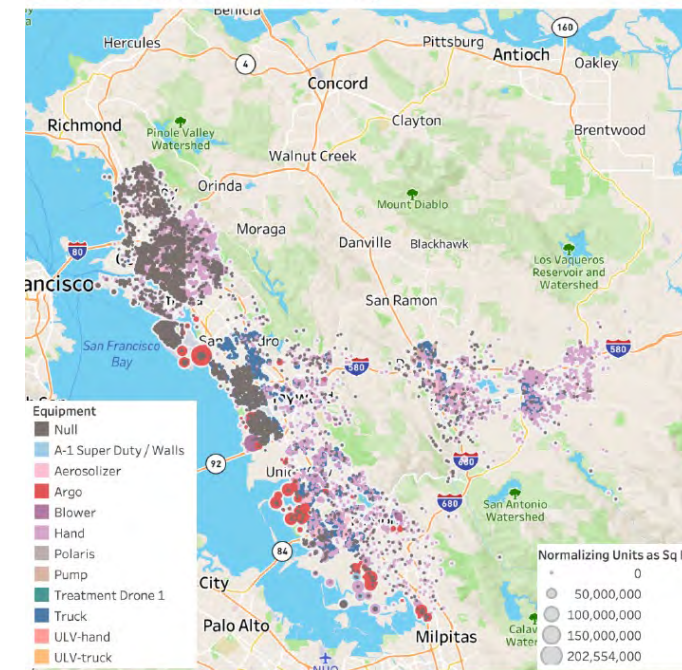 Benicia
160
Hercules
Pittsburg
Antioch
Oakley
4
Concord
Richmond
Clayton
Pinole Valley
Watershed
Brentwood
Walnut Creek
Orinda
Mount Diablo
Moraga
80
Danville
Blackhawk
Los Vaqueros
Reservoir and
Watershed
ancisco
San Ramon
San Francisco
Bay
580
580
92
680
680
San Antonio
Watershed
84
City
Palo Alto
Milpitas
Equipment
Null
A-1 Super Duty / Walls
Aerosolizer
Argo
Blower
Hand
Polaris
Pump
Treatment Drone 1
Truck
ULV-hand
ULV-truck
Normalizing Units as Sq
0
50,000,000
100,000,000
150,000,000
202,554,000